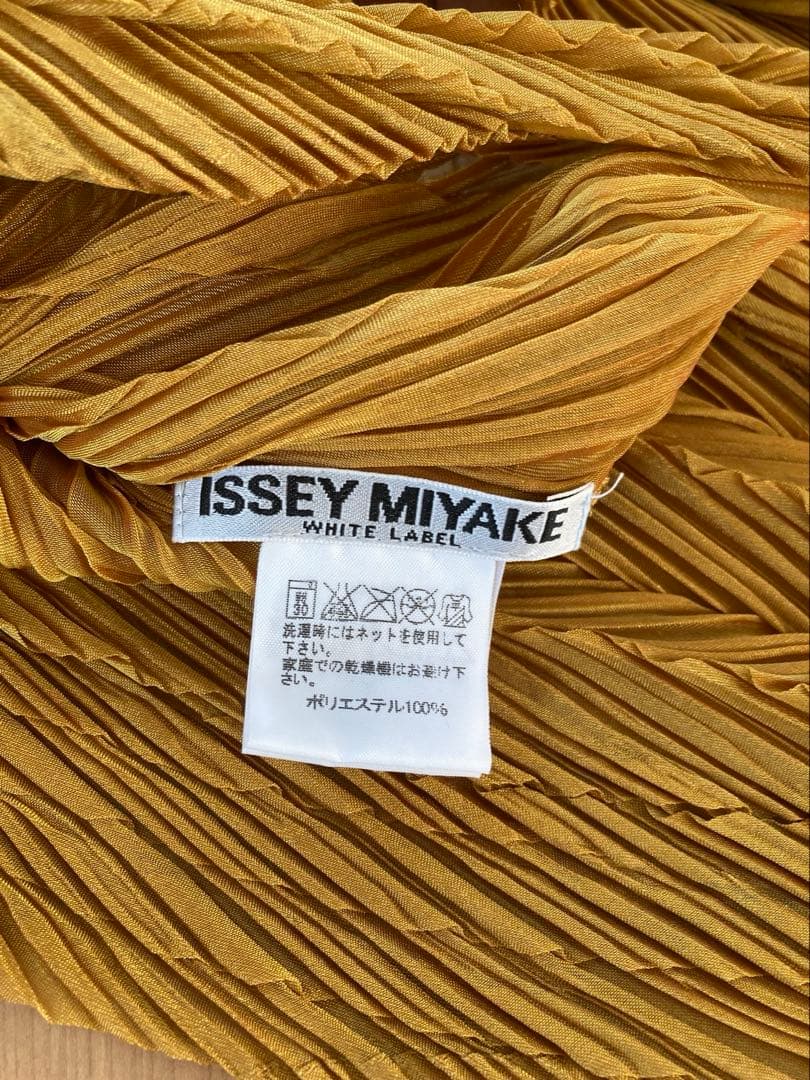 ISSEY MIYAKE
WHITE LABEL
弱
30
洗濯時にはネットを使用して
下さい。
家庭での乾燥機はお避け下
さい。
ポリエステル100%